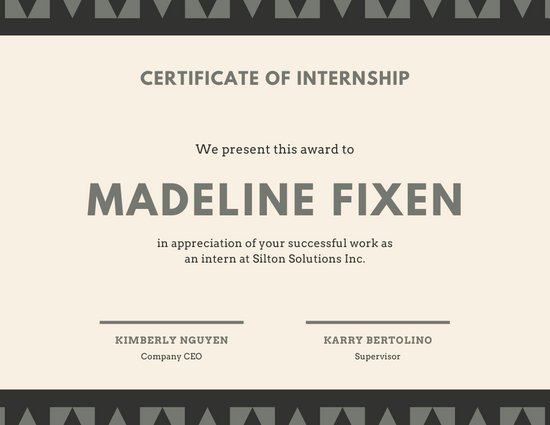 CERTIFICATE OF INTERNSHIP
We present this award to
MADELINE FIXEN
in appreciation of your successful work as
an intern at Silton Solutions Inc.
KIMBERLY NGUYEN
Company CEO
KARRY BERTOLINO
Supervisor